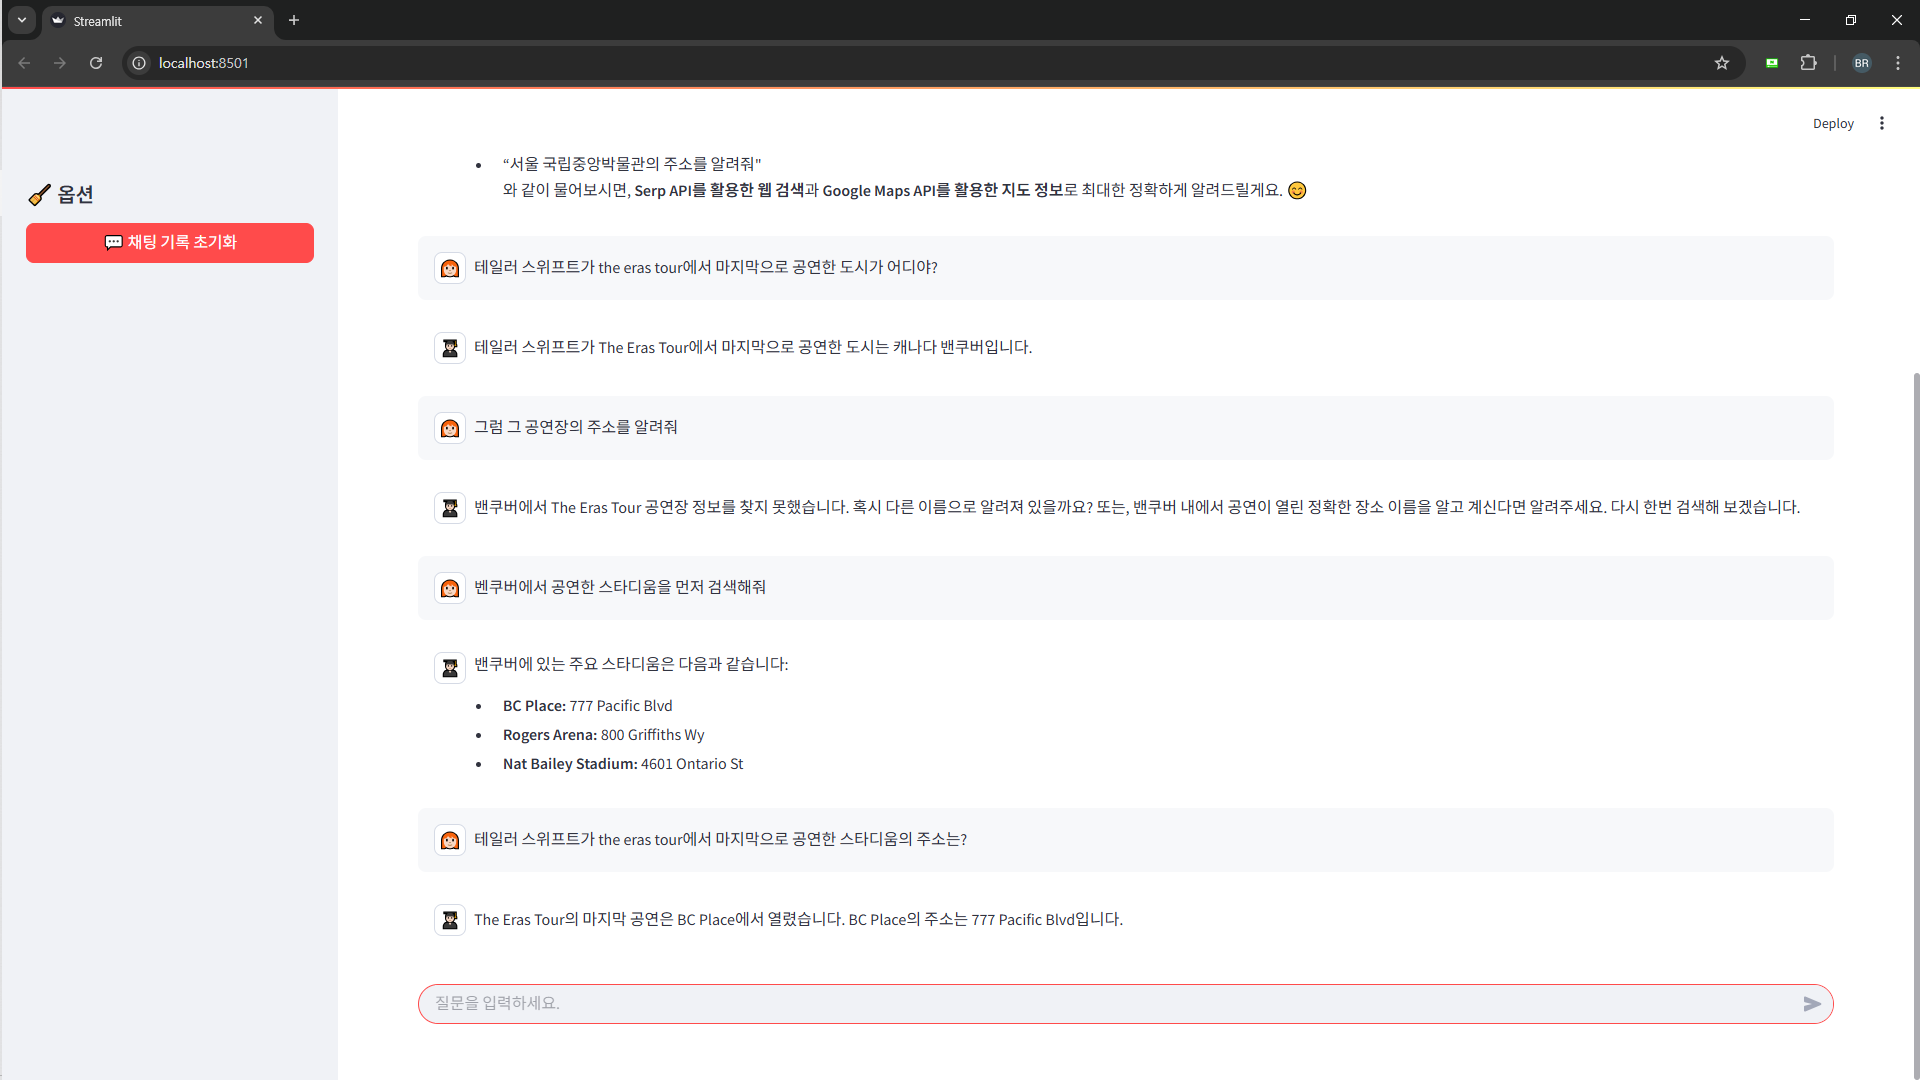 Streamlit
localhost:8501
BR
Deploy
옵션
채팅 기록 초기화
“서울 국립중앙박물관의 주소를 알려줘"
와 같이 물어보시면, Serp API를 활용한 웹 검색과 Google Maps API를 활용한 지도 정보로 최대한 정확하게 알려드릴게요. 😊
테일러 스위프트가 the eras tour에서 마지막으로 공연한 도시가 어디야?
테일러 스위프트가 The Eras Tour에서 마지막으로 공연한 도시는 캐나다 밴쿠버입니다.
그럼 그 공연장의 주소를 알려줘
밴쿠버에서 The Eras Tour 공연장 정보를 찾지 못했습니다. 혹시 다른 이름으로 알려져 있을까요? 또는, 밴쿠버 내에서 공연이 열린 정확한 장소 이름을 알고 계신다면 알려주세요. 다시 한번 검색해 보겠습니다.
벤쿠버에서 공연한 스타디움을 먼저 검색해줘
밴쿠버에 있는 주요 스타디움은 다음과 같습니다:
BC Place: 777 Pacific Blvd
Rogers Arena: 800 Griffiths Wy
Nat Bailey Stadium: 4601 Ontario St
테일러 스위프트가 the eras tour에서 마지막으로 공연한 스타디움의 주소는?
The Eras Tour의 마지막 공연은 BC Place에서 열렸습니다. BC Place의 주소는 777 Pacific Blvd입니다.
질문을 입력하세요.